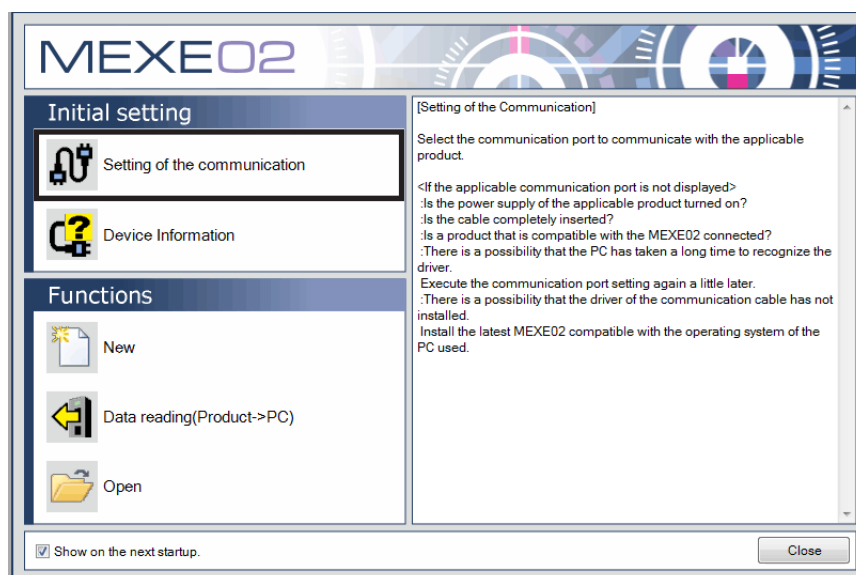 MEXE02
Initial setting
Setting of the communication
Device Information
Functions
New
Data reading(Product->PC)
Open
[Setting of the Communication]
Select the communication port to communicate with the applicable
product.
<If the applicable communication port is not displayed>
:Is the power supply of the applicable product turned on?
:Is the cable completely inserted?
:Is a product that is compatible with the MEXE02 connected?
:There is a possibility that the PC has taken a long time to recognize the
driver.
Execute the communication port setting again a little later.
:There is a possibility that the driver of the communication cable has not
installed.
Install the latest MEXE02 compatible with the operating system of the
PC used.
Show on the next startup.
Close